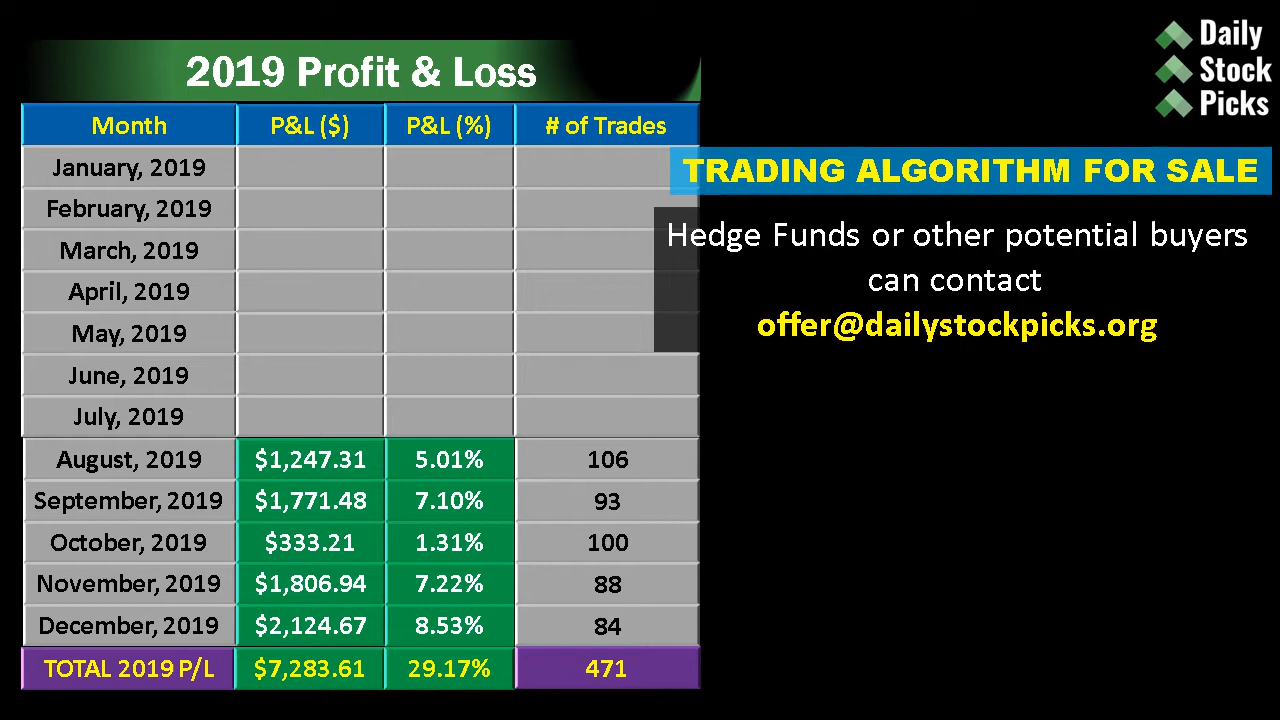 2019 Profit & Loss
Daily
Stock
Picks
Month P&L ($) P&L (%) # of Trades
January, 2019
February, 2019
March, 2019
April, 2019
May, 2019
June, 2019
July, 2019
August, 2019 $1,247.31 5.01% 106
September, 2019 $1,771.48 7.10% 93
October, 2019 $333.21 1.31% 100
November, 2019 $1,806.94 7.22% 88
December, 2019 $2,124.67 8.53% 84
TOTAL 2019 P/L $7,283.61 29.17% 471
TRADING ALGORITHM FOR SALE
Hedge Funds or other potential buyers
can contact
offer@dailystockpicks.org